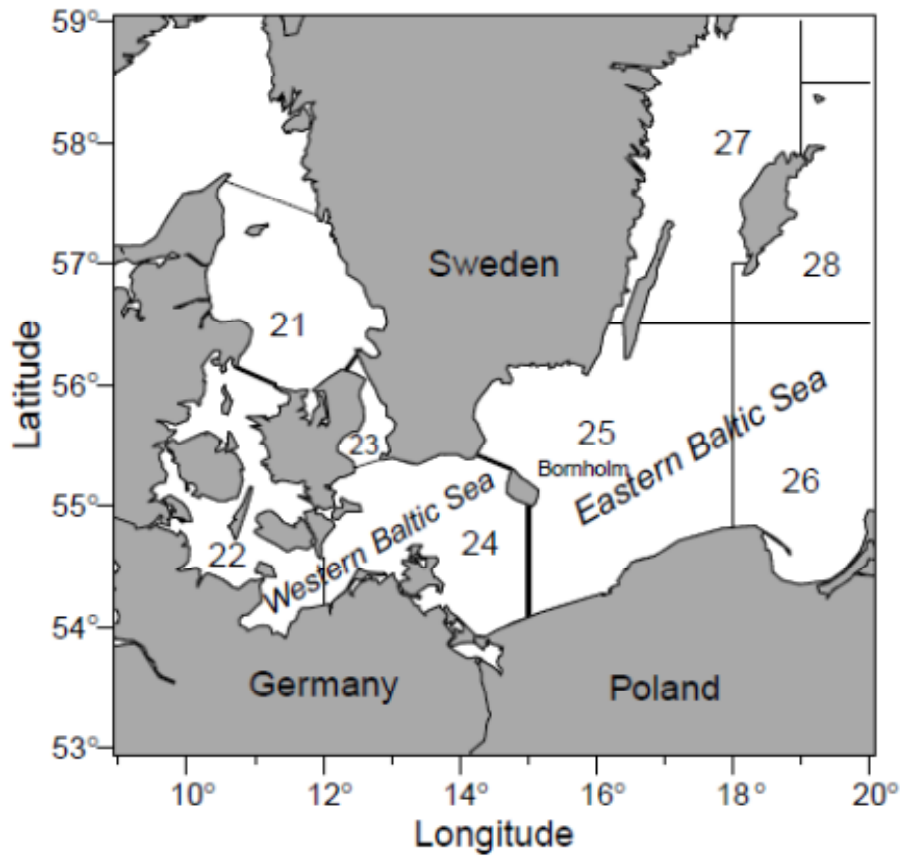 59°
58°
57°
56°
55°
54°
53°
Latitude
27
28
Sweden
21
25
Bornholm
23
Eastern Baltic Sea
26
Western Baltic Sea
24
22
Germany
Poland
10° 12° 14° 16° 18° 20°
Longitude